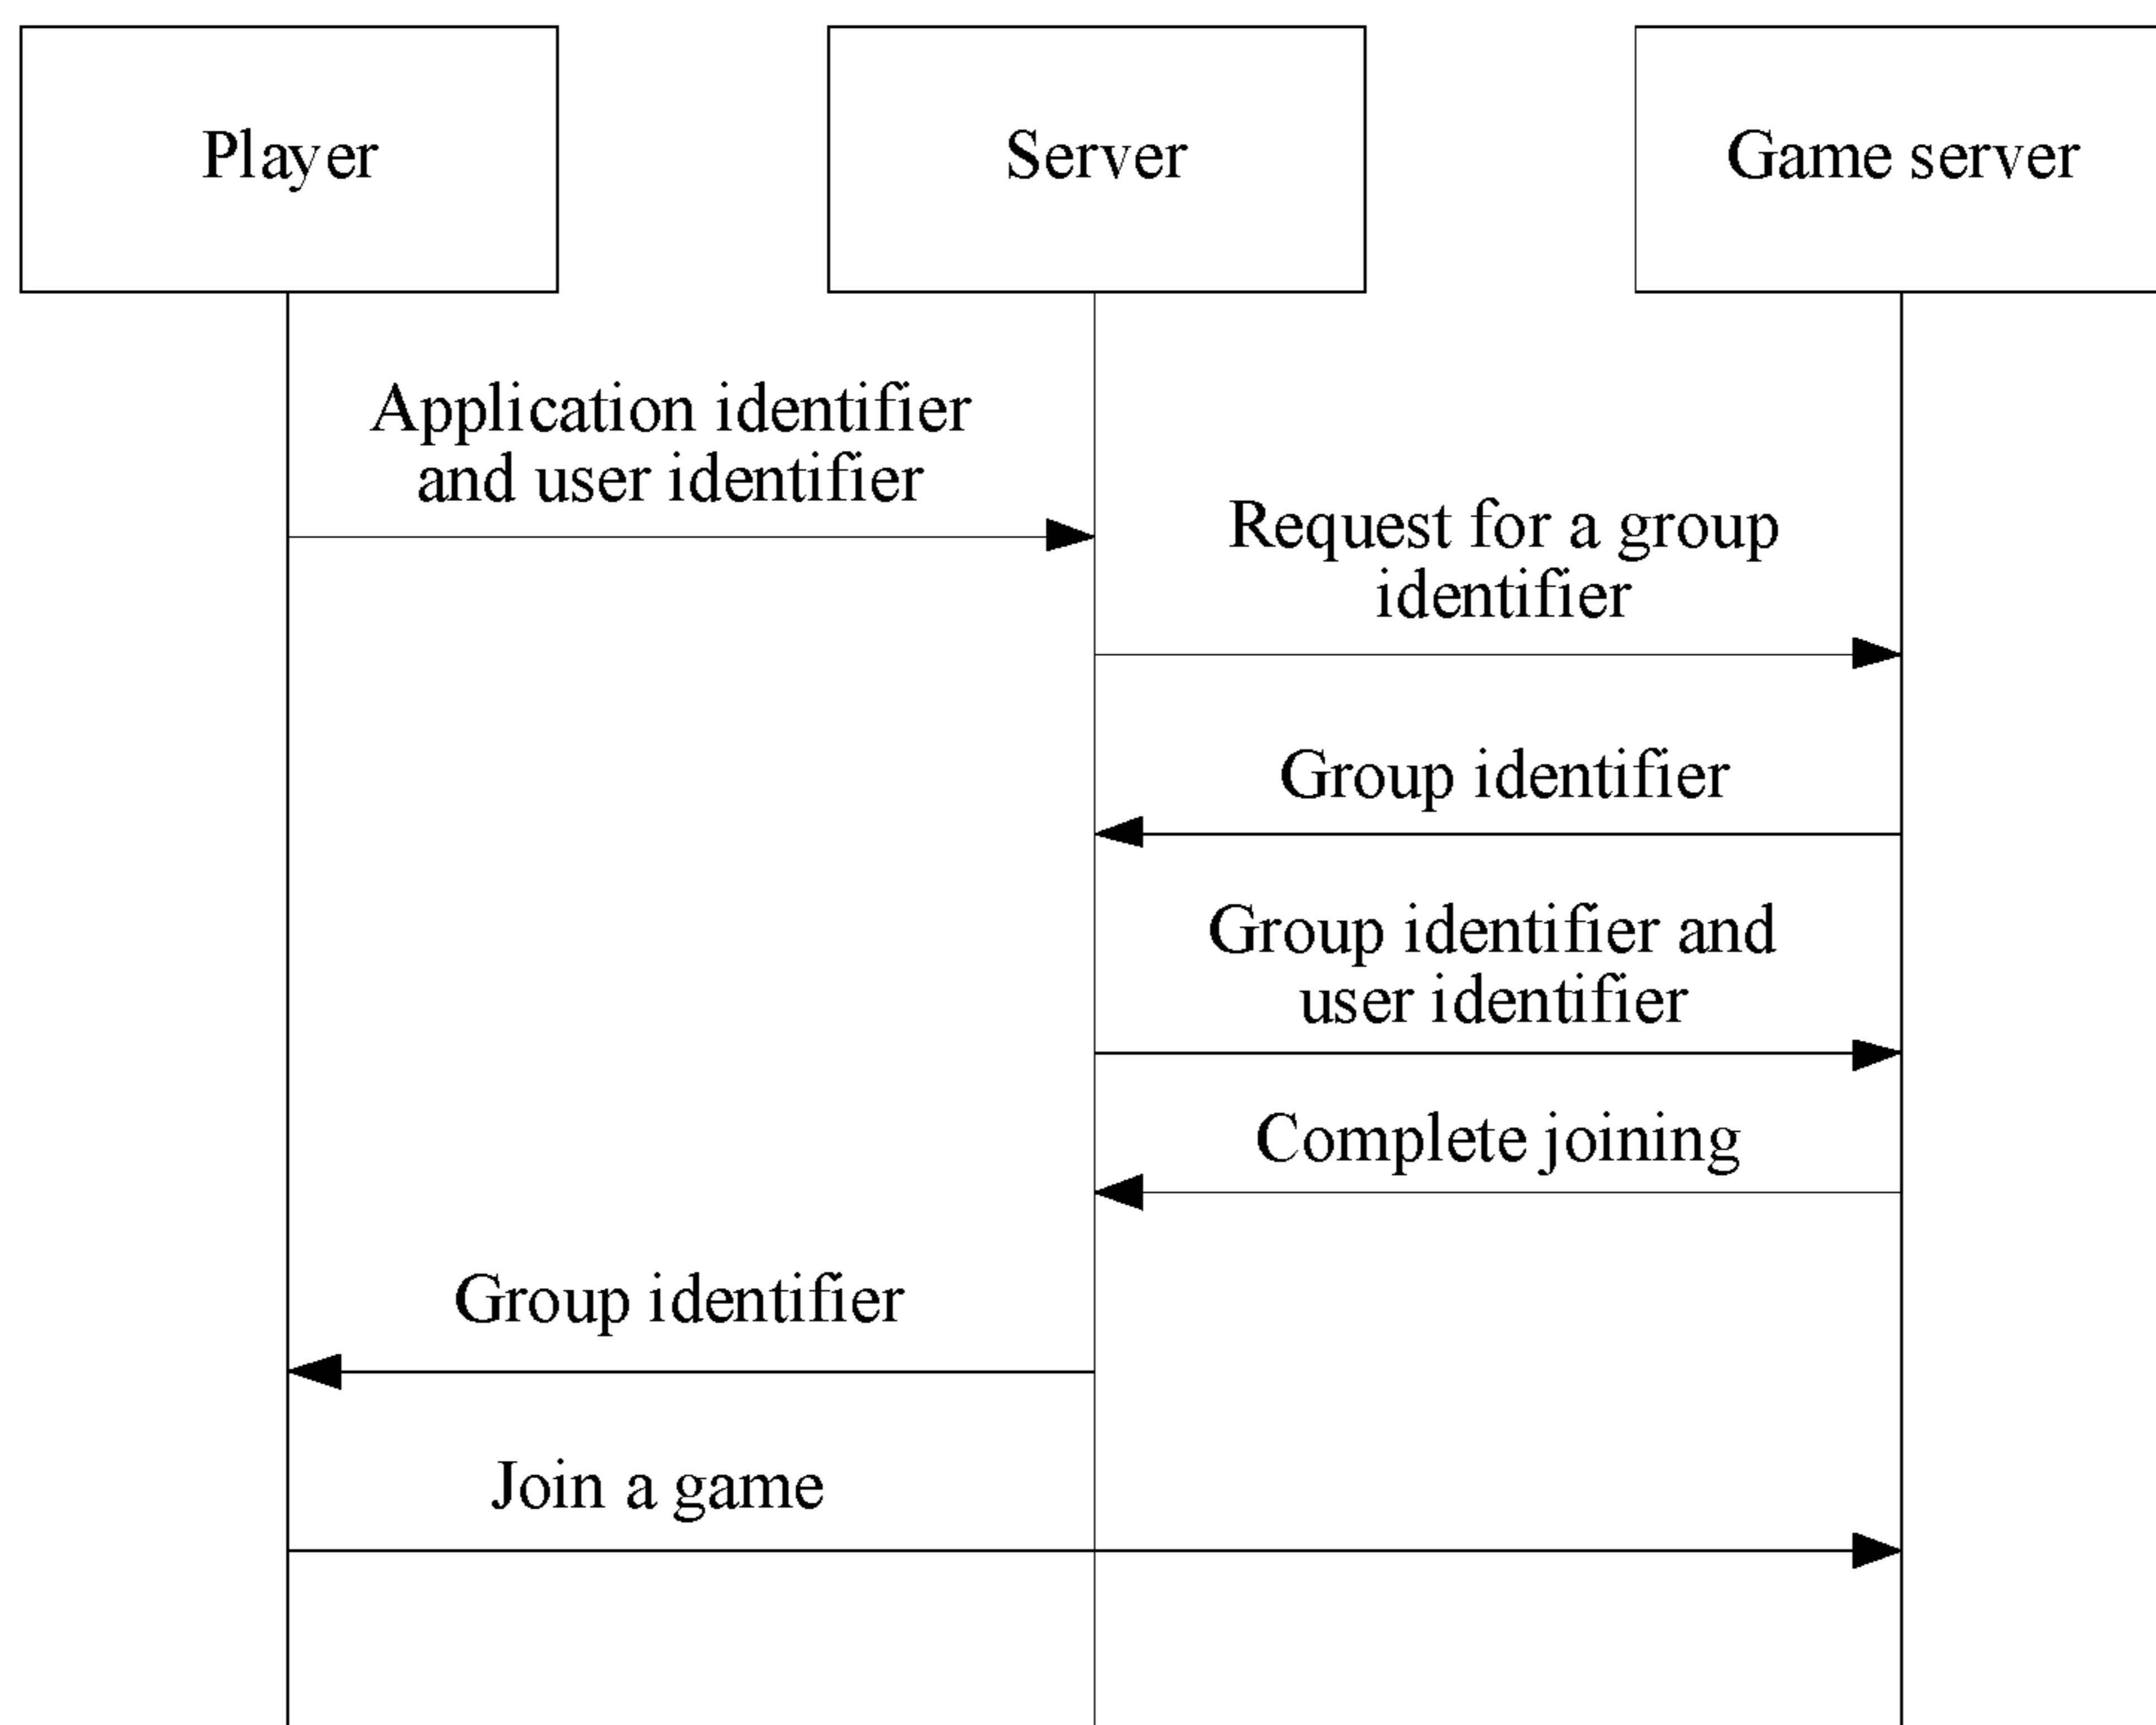 Player
Server
Game server
Application identifier
and user identifier
Request for a group
identifier
Group identifier
Group identifier and
user identifier
Complete joining
Group identifier
Join a game